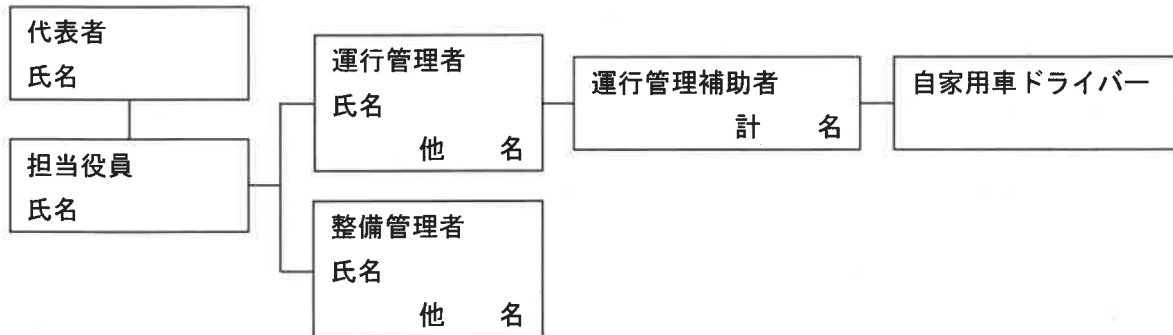 代表者
氏名
担当役員
氏名
運行管理者
氏名
他　　名
整備管理者
氏名
他　　名
運行管理補助者
計　　名
自家用車ドライバー